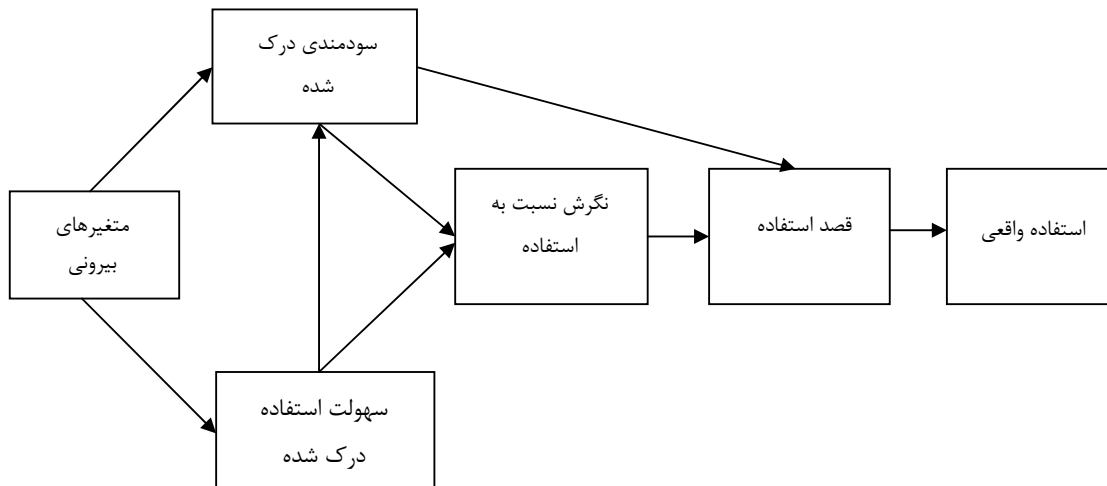 سودمندی درک
شده
متغیرهای
بیرونی
نگرش نسبت به
استفاده
قصد استفاده
استفاده واقعی
سهولت استفاده
درک شده